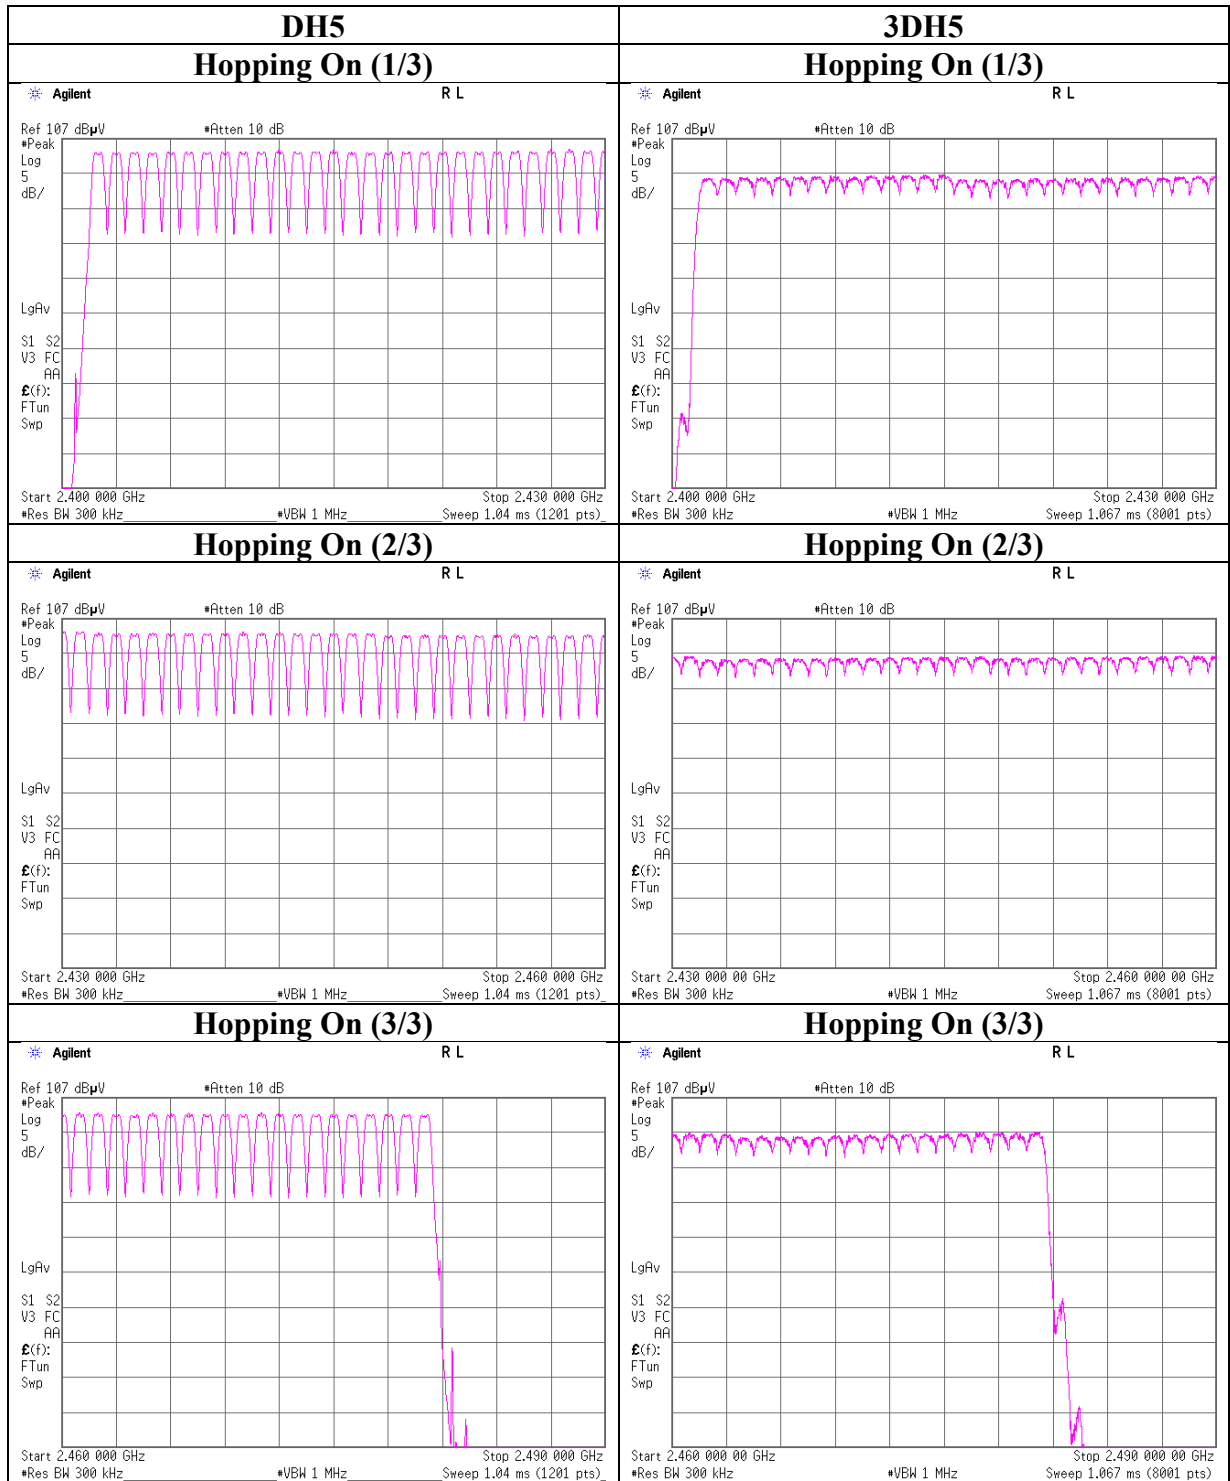 DH5
3DH5
Hopping On (1/3)
Hopping On (1/3)
Agilent
R L
Ref 107 dBµV
#Atten 10 dB
#Peak
Log
5
dB/
LgAv
S1 S2
V3 FC
AA
£(f):
FTun
Swp
Start 2.400 000 GHz
Stop 2.430 000 GHz
#Res BW 300 kHz
#VBW 1 MHz
Sweep 1.04 ms (1201 pts)
Agilent
R L
Ref 107 dBµV
#Atten 10 dB
#Peak
Log
5
dB/
LgAv
S1 S2
V3 FC
AA
£(f):
FTun
Swp
Start 2.400 000 GHz
Stop 2.430 000 GHz
#Res BW 300 kHz
#VBW 1 MHz
Sweep 1.067 ms (8001 pts)
Hopping On (2/3)
Hopping On (2/3)
Agilent
R L
Ref 107 dBµV
#Atten 10 dB
#Peak
Log
5
dB/
LgAv
S1 S2
V3 FC
AA
£(f):
FTun
Swp
Start 2.430 000 GHz
Stop 2.460 000 GHz
#Res BW 300 kHz
#VBW 1 MHz
Sweep 1.04 ms (1201 pts)
Agilent
R L
Ref 107 dBµV
#Atten 10 dB
#Peak
Log
5
dB/
LgAv
S1 S2
V3 FC
AA
£(f):
FTun
Swp
Start 2.430 000 00 GHz
Stop 2.460 000 00 GHz
#Res BW 300 kHz
#VBW 1 MHz
Sweep 1.067 ms (8001 pts)
Hopping On (3/3)
Hopping On (3/3)
Agilent
R L
Ref 107 dBµV
#Atten 10 dB
#Peak
Log
5
dB/
LgAv
S1 S2
V3 FC
AA
£(f):
FTun
Swp
Start 2.460 000 GHz
Stop 2.490 000 GHz
#Res BW 300 kHz
#VBW 1 MHz
Sweep 1.04 ms (1201 pts)
Agilent
R L
Ref 107 dBµV
#Atten 10 dB
#Peak
Log
5
dB/
LgAv
S1 S2
V3 FC
AA
£(f):
FTun
Swp
Start 2.460 000 00 GHz
Stop 2.490 000 00 GHz
#Res BW 300 kHz
#VBW 1 MHz
Sweep 1.067 ms (8001 pts)